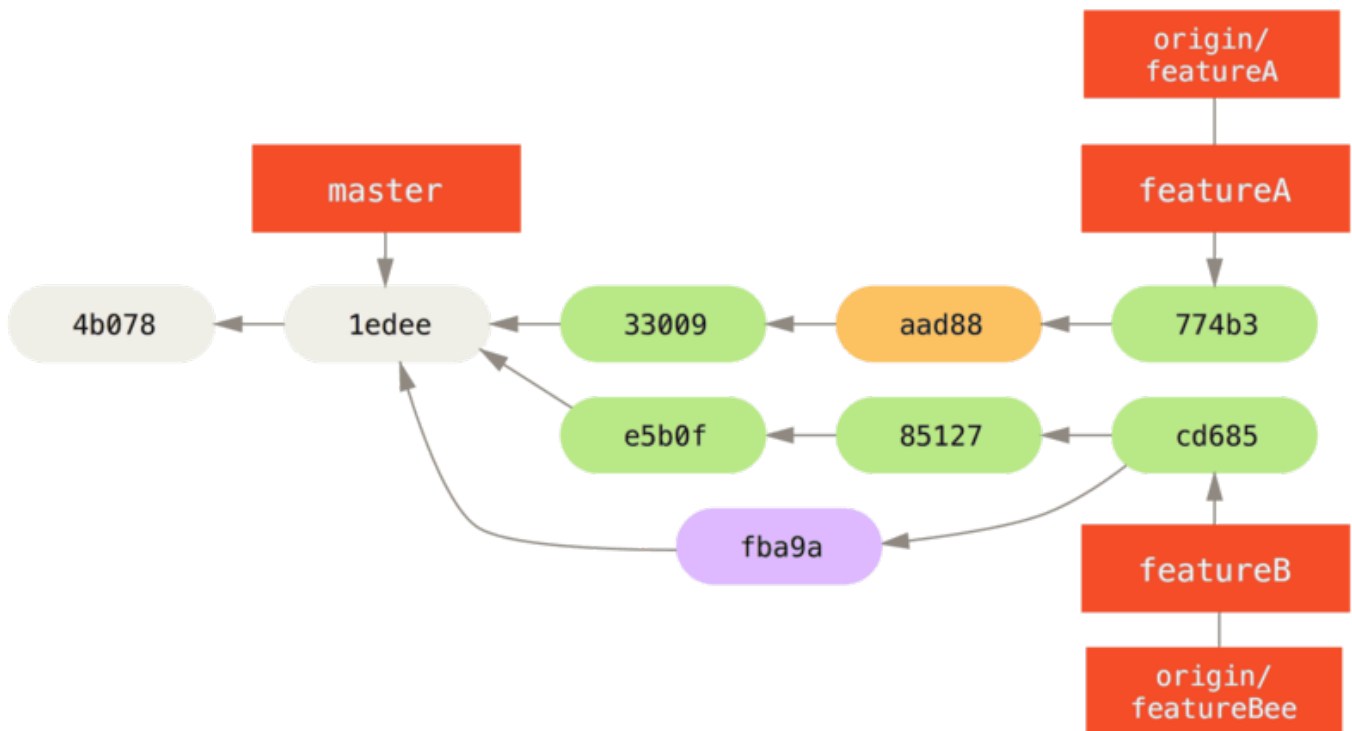 origin/
featureA
master
featureA
4b078
1edee
33009
aad88
774b3
e5b0f
85127
cd685
fba9a
featureB
origin/
featureBee